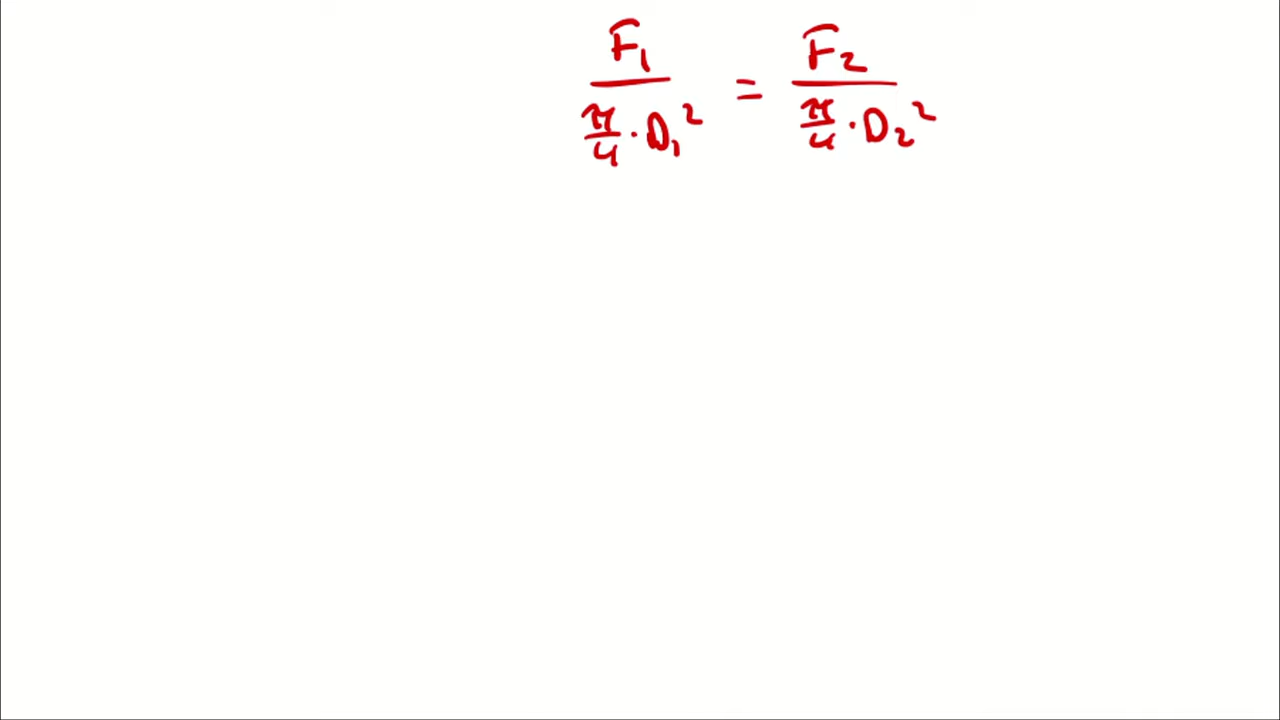 F₁/(π/4 · D₁²) = F₂/(π/4 · D₂²)